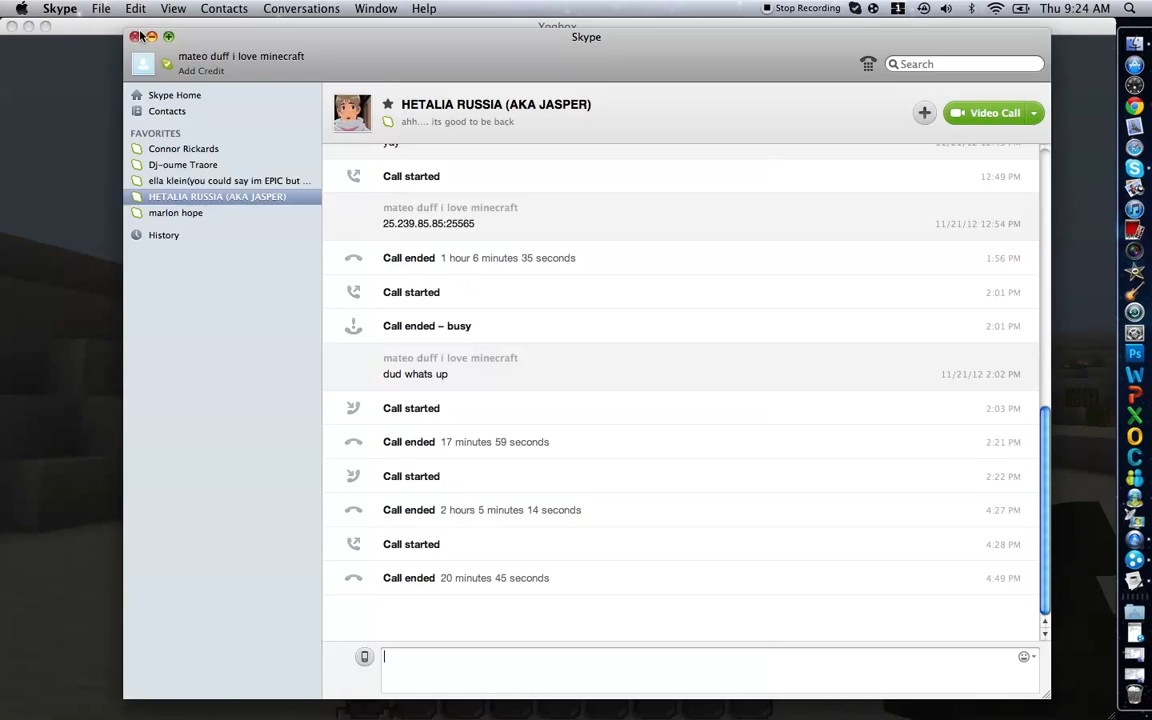 Skype File Edit View Contacts Conversations Window Help Stop Recording 1 Thu 9:24 AM
Yogbox
Skype
mateo duff i love minecraft
Add Credit
Search
Skype Home
Contacts
FAVORITES
Connor Rickards
Dj-oume Traore
ella klein(you could say im EPIC but ...
HETALIA RUSSIA (AKA JASPER)
marlon hope
History
HETALIA RUSSIA (AKA JASPER)
ahh.... its good to be back
Video Call
yay
Call started 12:49 PM
mateo duff i love minecraft
25.239.85.85:25565 11/21/12 12:54 PM
Call ended 1 hour 6 minutes 35 seconds 1:56 PM
Call started 2:01 PM
Call ended – busy 2:01 PM
mateo duff i love minecraft
dud whats up 11/21/12 2:02 PM
Call started 2:03 PM
Call ended 17 minutes 59 seconds 2:21 PM
Call started 2:22 PM
Call ended 2 hours 5 minutes 14 seconds 4:27 PM
Call started 4:28 PM
Call ended 20 minutes 45 seconds 4:49 PM
Ps